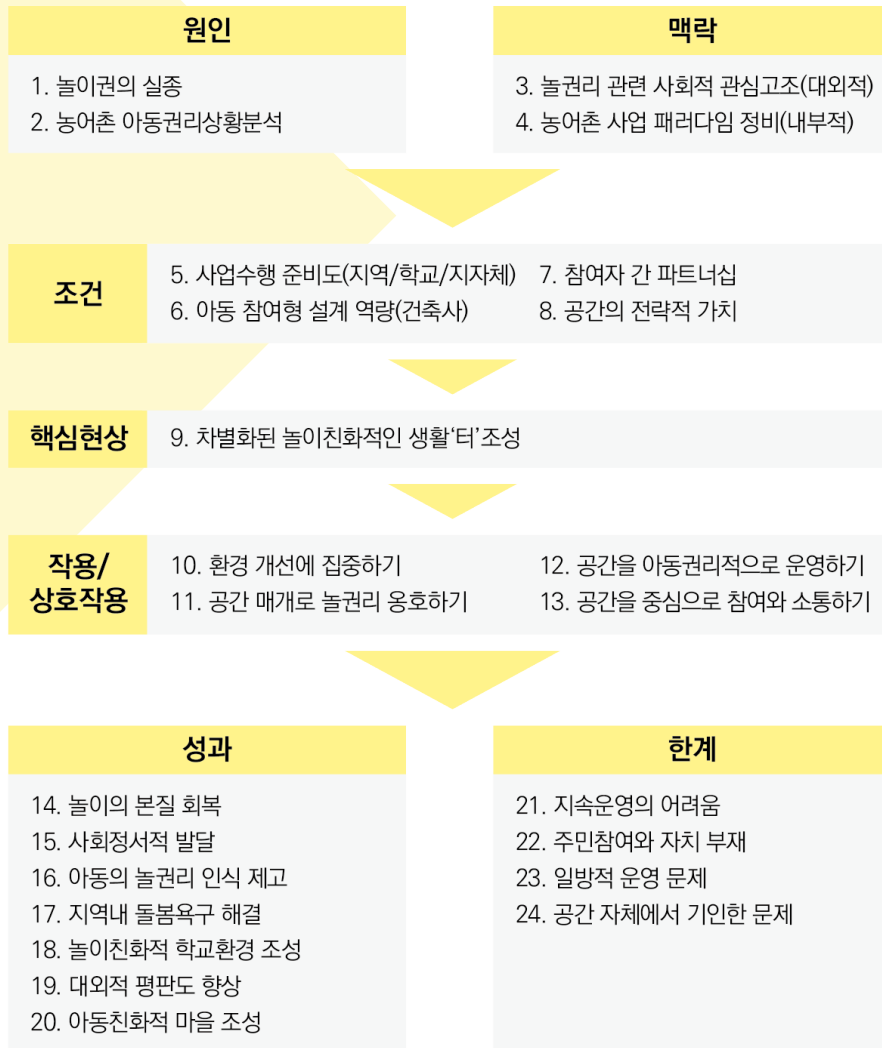 원인
1. 놀이권의 실종
2. 농어촌 아동권리상황분석
맥락
3. 놀권리 관련 사회적 관심고조(대외적)
4. 농어촌 사업 패러다임 정비(내부적)
조건
5. 사업수행 준비도(지역/학교/지자체)
6. 아동 참여형 설계 역량(건축사)
7. 참여자 간 파트너십
8. 공간의 전략적 가치
핵심현상
9. 차별화된 놀이친화적인 생활‘터’조성
작용/
상호작용
10. 환경 개선에 집중하기
11. 공간 매개로 놀권리 옹호하기
12. 공간을 아동권리적으로 운영하기
13. 공간을 중심으로 참여와 소통하기
성과
14. 놀이의 본질 회복
15. 사회정서적 발달
16. 아동의 놀권리 인식 제고
17. 지역내 돌봄욕구 해결
18. 놀이친화적 학교환경 조성
19. 대외적 평판도 향상
20. 아동친화적 마을 조성
한계
21. 지속운영의 어려움
22. 주민참여와 자치 부재
23. 일방적 운영 문제
24. 공간 자체에서 기인한 문제